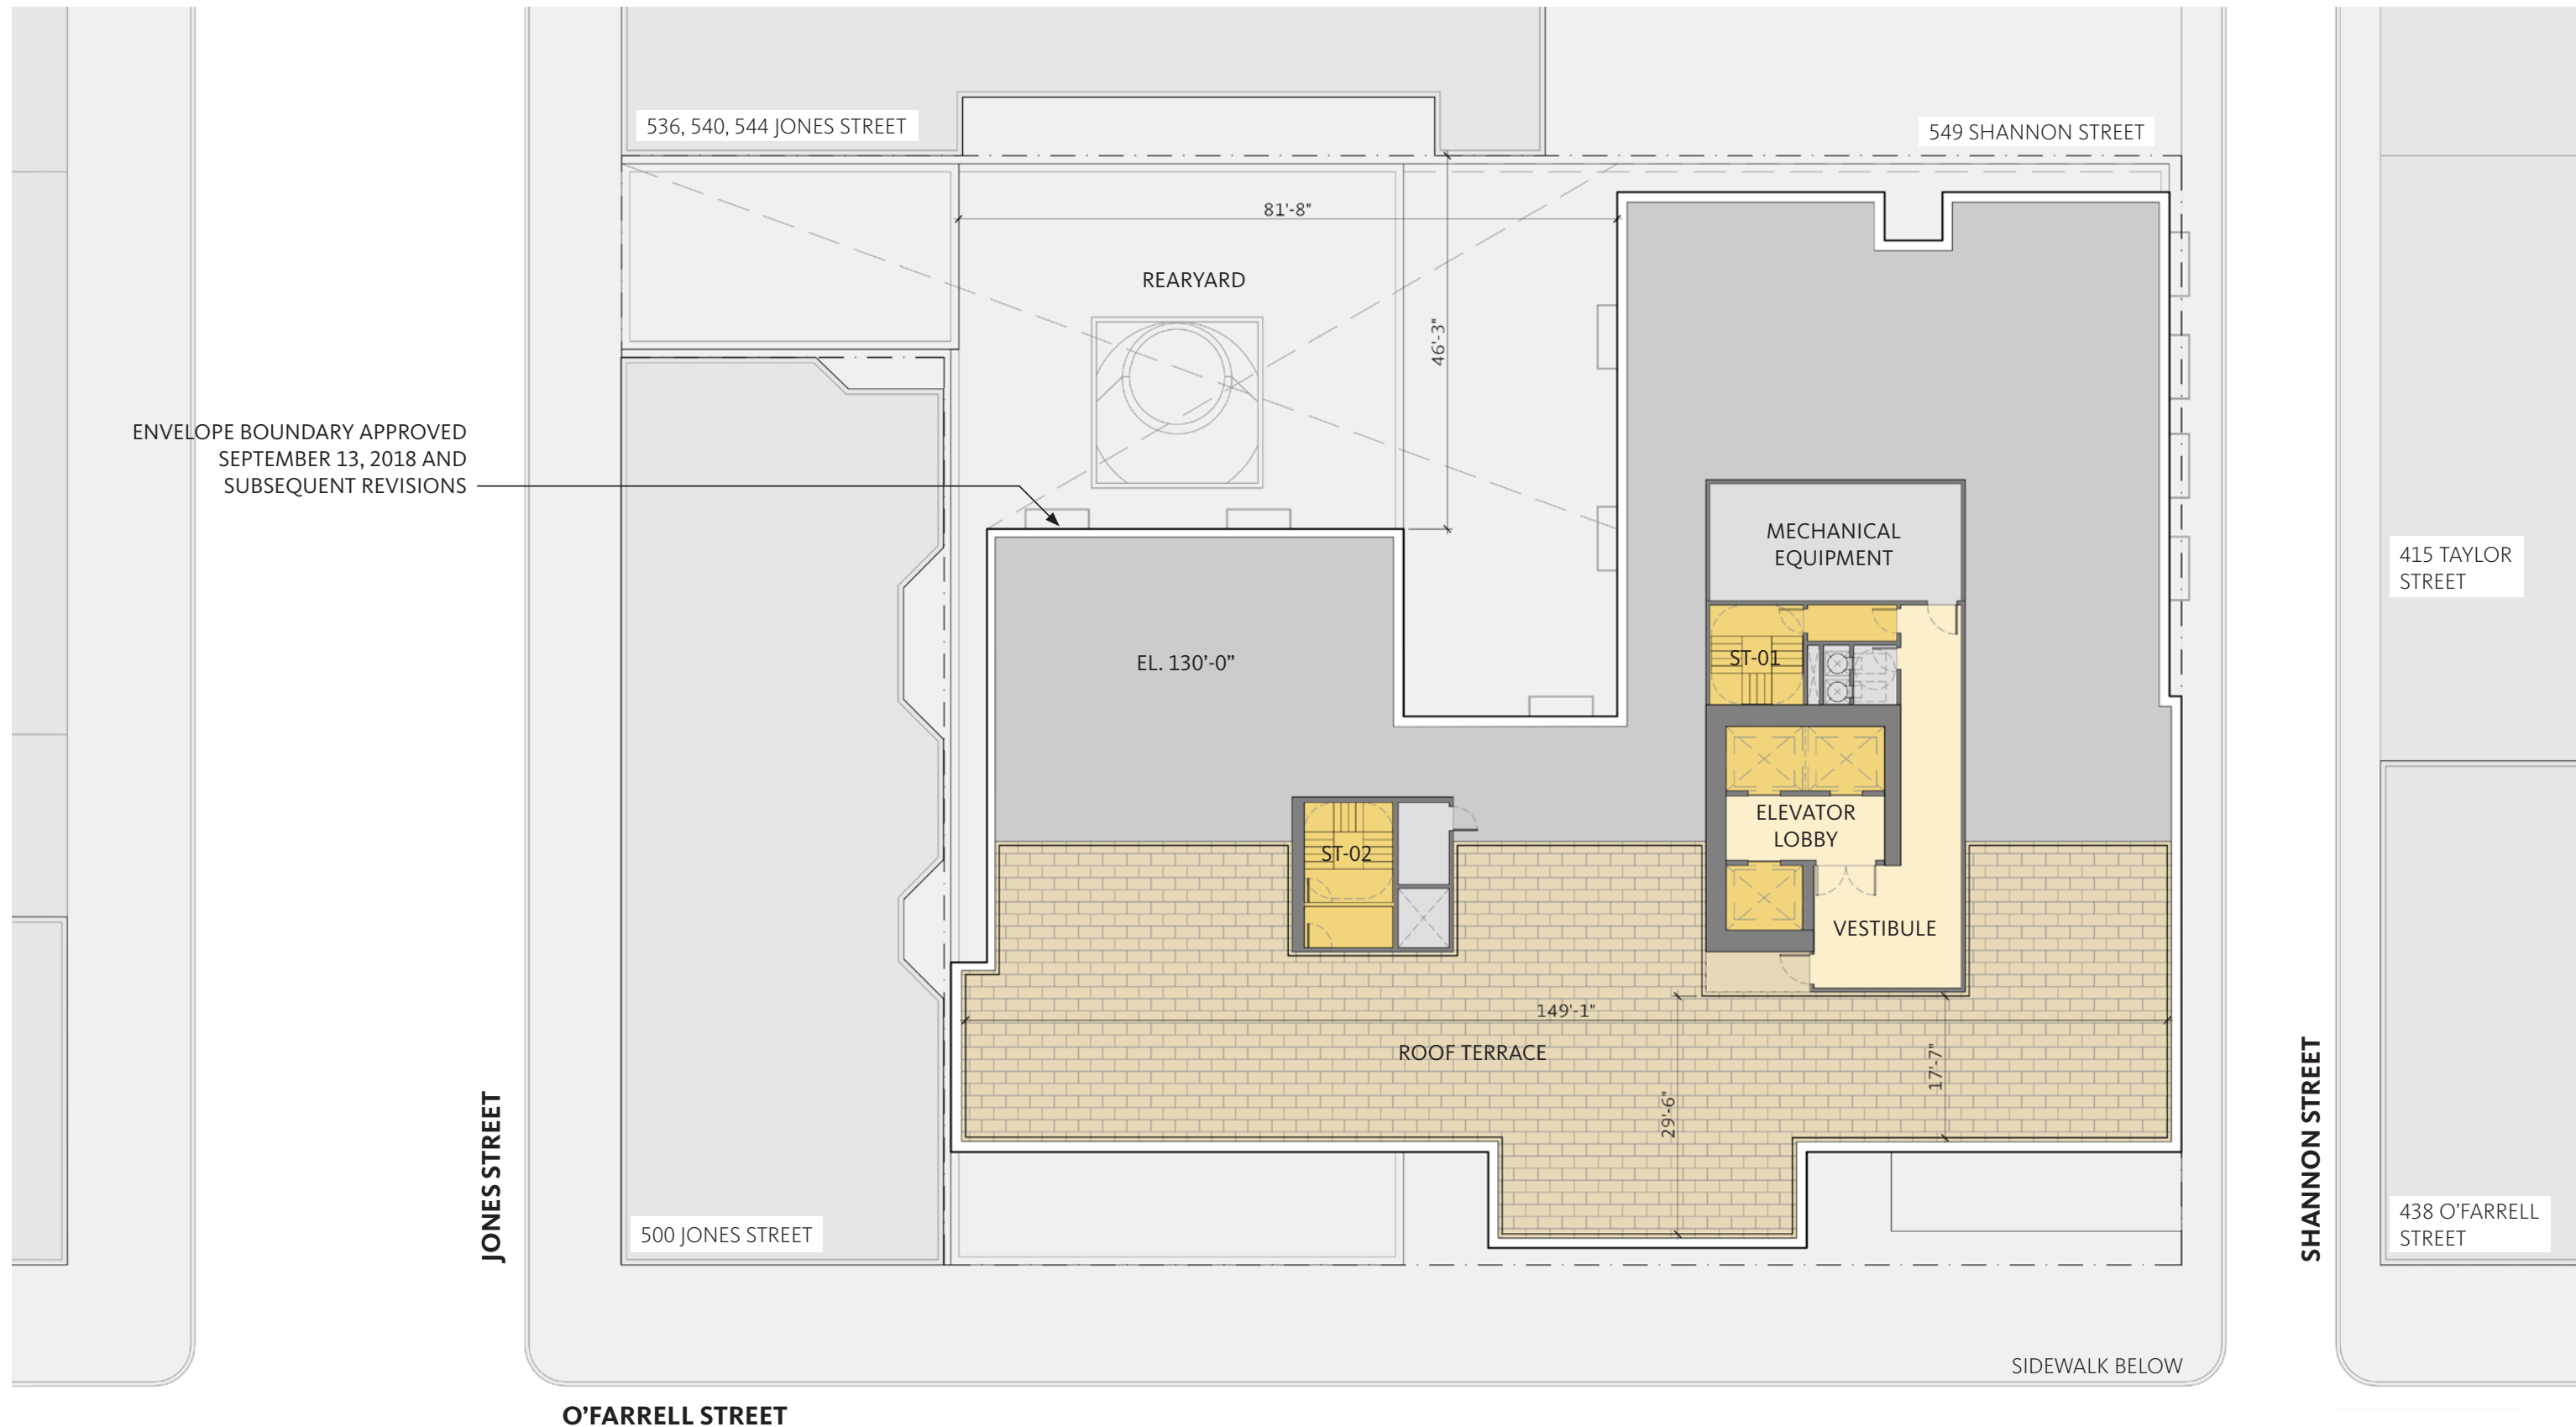 536, 540, 544 JONES STREET
549 SHANNON STREET
81'-8"
REARYARD
46'-3"
ENVELOPE BOUNDARY APPROVED
SEPTEMBER 13, 2018 AND
SUBSEQUENT REVISIONS
MECHANICAL
EQUIPMENT
415 TAYLOR
STREET
EL. 130’-0”
ST-01
ELEVATOR
LOBBY
ST-02
VESTIBULE
149'-1"
ROOF TERRACE
17'-7"
29'-6"
JONES STREET
SHANNON STREET
500 JONES STREET
438 O’FARRELL
STREET
SIDEWALK BELOW
O’FARRELL STREET